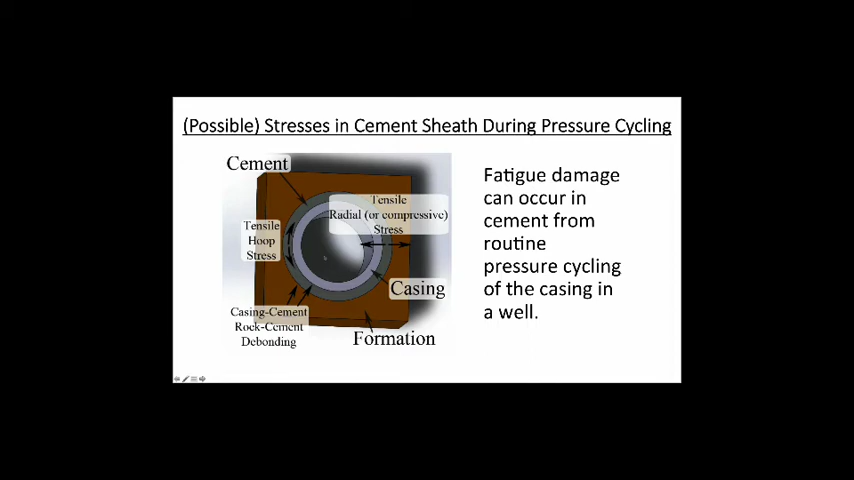 (Possible) Stresses in Cement Sheath During Pressure Cycling
Cement
Tensile
Radial (or compressive)
Stress
Tensile
Hoop
Stress
Casing
Casing-Cement
Rock-Cement
Debonding
Formation
Fatigue damage
can occur in
cement from
routine
pressure cycling
of the casing in
a well.